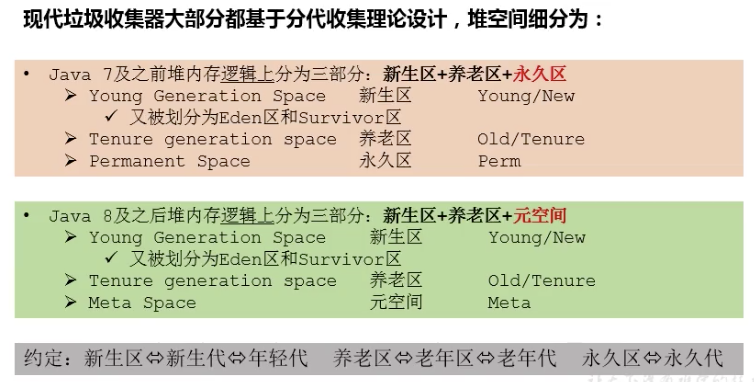 现代垃圾收集器大部分都基于分代收集理论设计，堆空间细分为：
• Java 7及之前堆内存逻辑上分为三部分：新生区+养老区+永久区
➢ Young Generation Space 新生区 Young/New
✓ 又被划分为Eden区和Survivor区
➢ Tenure generation space 养老区 Old/Tenure
➢ Permanent Space 永久区 Perm
• Java 8及之后堆内存逻辑上分为三部分：新生区+养老区+元空间
➢ Young Generation Space 新生区 Young/New
✓ 又被划分为Eden区和Survivor区
➢ Tenure generation space 养老区 Old/Tenure
➢ Meta Space 元空间 Meta
约定：新生区⇔新生代⇔年轻代 养老区⇔老年区⇔老年代 永久区⇔永久代